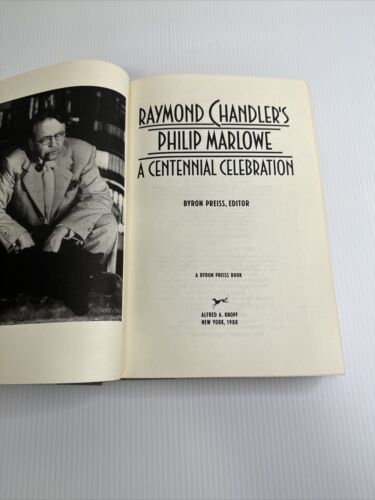 RAYMOND CHANDLER'S
PHILIP MARLOWE
A CENTENNIAL CELEBRATION
BYRON PREISS, EDITOR
A BYRON PREISS BOOK
ALFRED A. KNOPF
NEW YORK, 1988